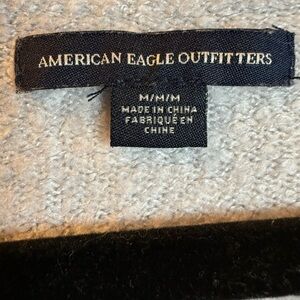 AMERICAN EAGLE OUTFITTERS
M/M/M
MADE IN CHINA
FABRIQUÉ EN
CHINE